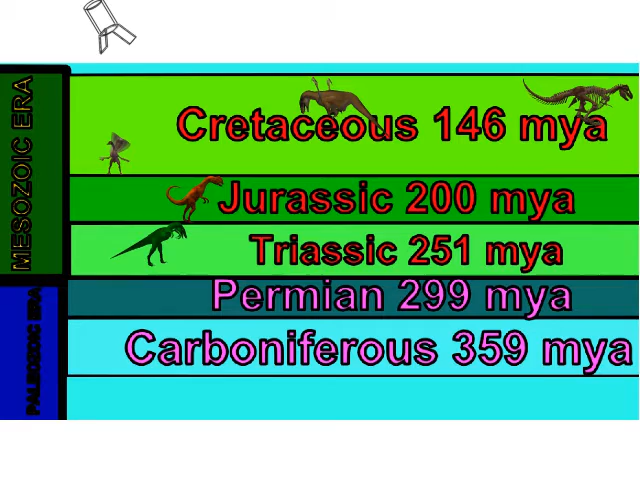 MESOZOIC ERA
Cretaceous 146 mya
Jurassic 200 mya
Triassic 251 mya
PALEOZOIC ERA
Permian 299 mya
Carboniferous 359 mya